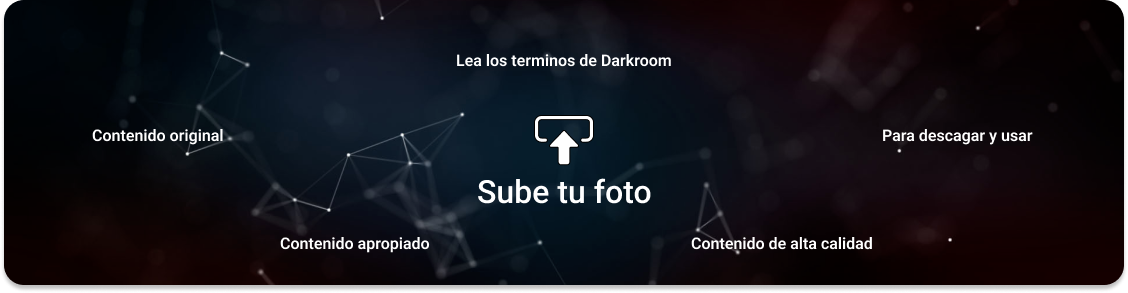 Lea los terminos de Darkroom
Contenido original
Para descagar y usar
Sube tu foto
Contenido apropiado
Contenido de alta calidad